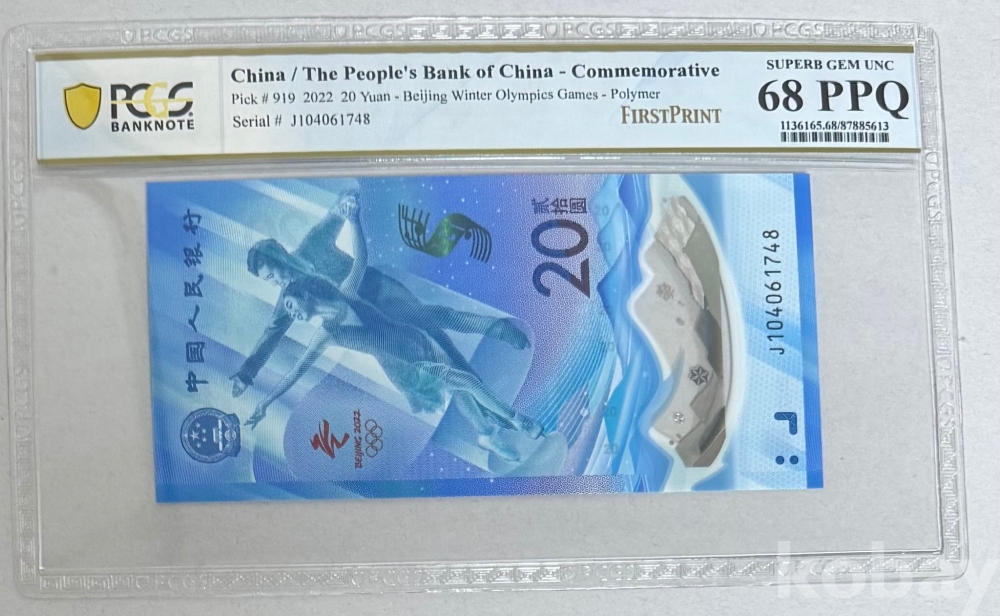 PCGS
BANKNOTE
China / The People's Bank of China - Commemorative
Pick # 919 2022 20 Yuan - Beijing Winter Olympics Games - Polymer
Serial # J104061748
FIRSTPRINT
SUPERB GEM UNC
68 PPQ
1136165.68/87885613
中国人民银行
BEIJING 2022
贰拾圆
20
J104061748
kobay